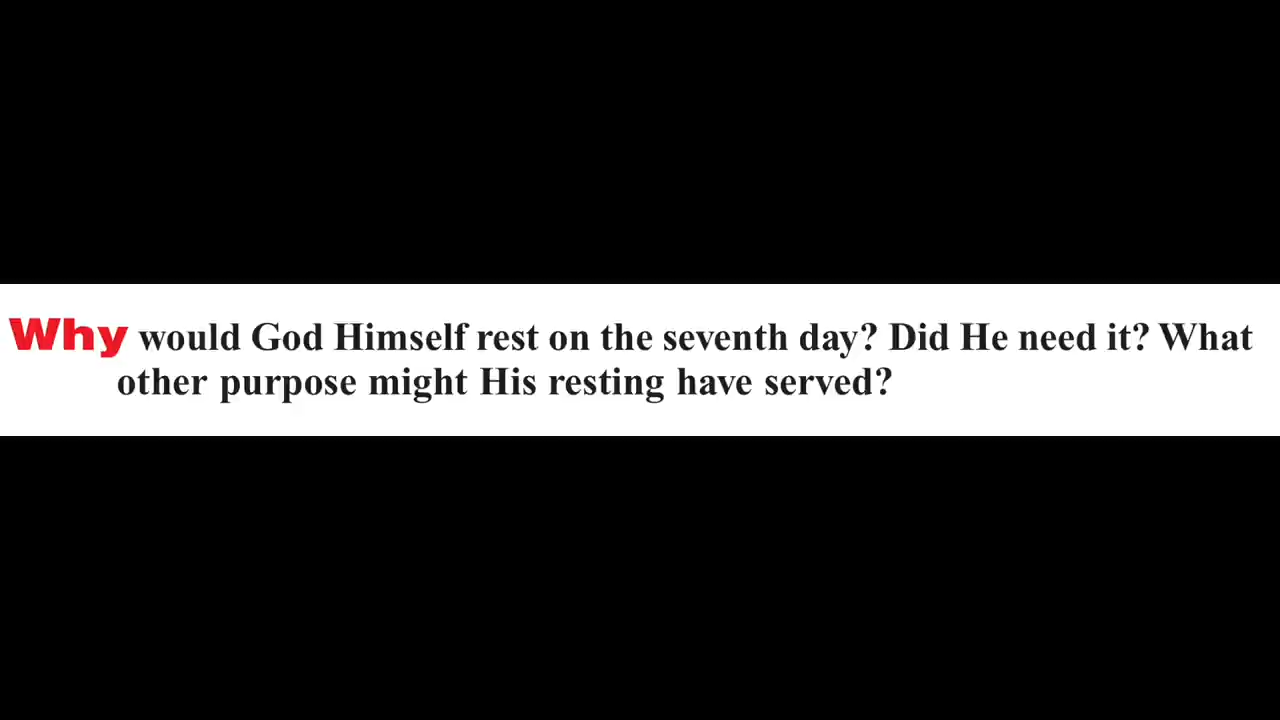 Why would God Himself rest on the seventh day? Did He need it? What
other purpose might His resting have served?